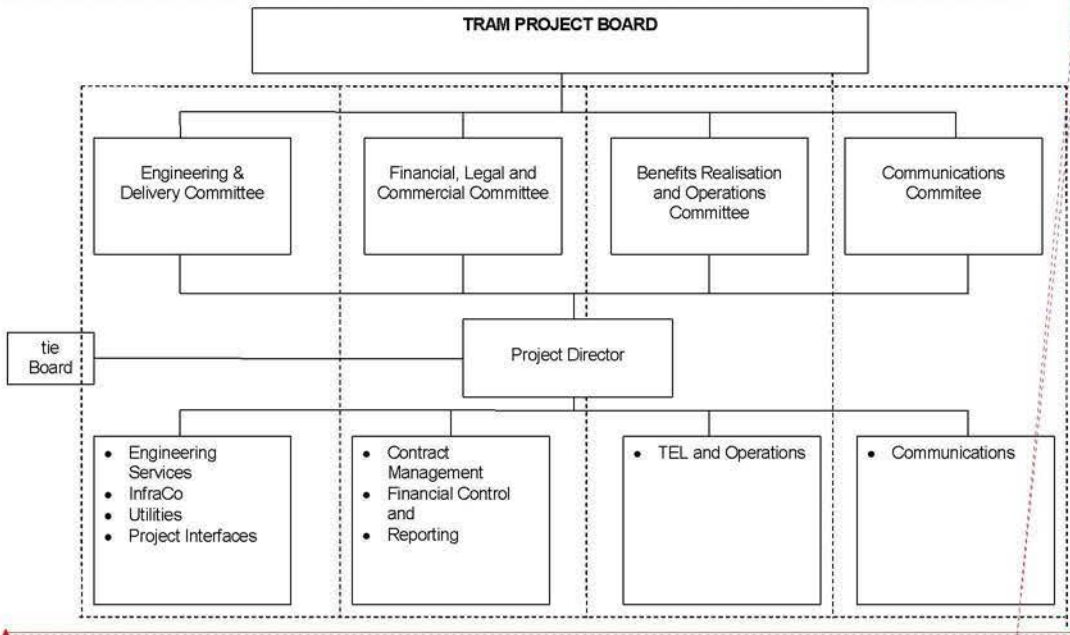 TRAM PROJECT BOARD
Engineering &
Delivery Committee
Financial, Legal and
Commercial Committee
Benefits Realisation
and Operations
Committee
Communications
Commitee
tie
Board
Project Director
• Engineering
Services
• InfraCo
• Utilities
• Project Interfaces
• Contract
Management
• Financial Control
and
• Reporting
• TEL and Operations
• Communications